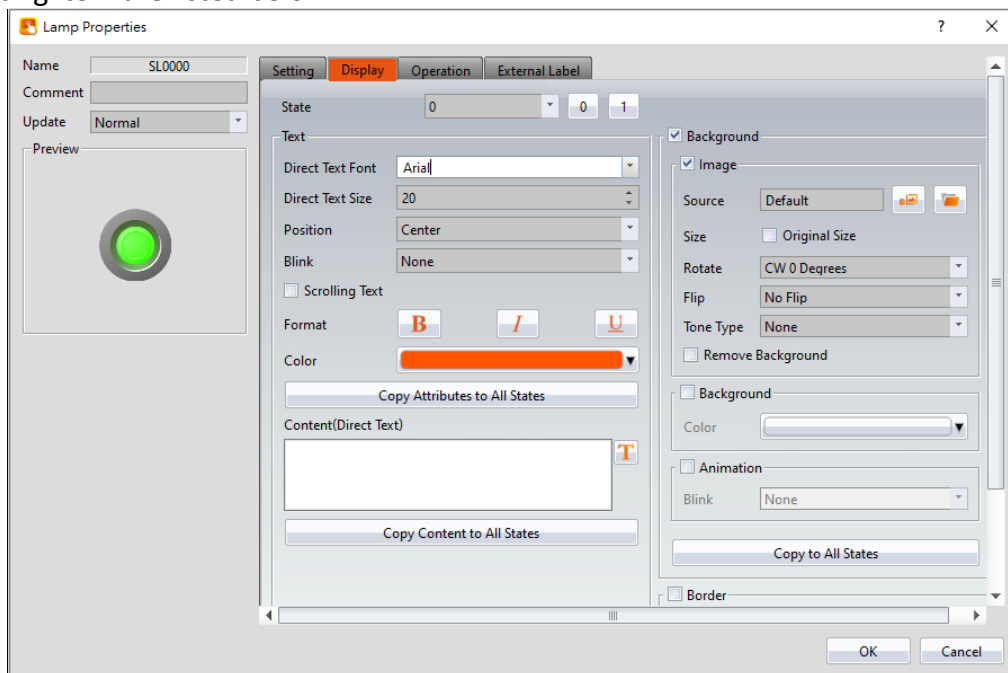 Lamp Properties
?
Name SL0000
Comment
Update Normal
Preview
Setting Display Operation External Label
State 0 0 1
Text
Direct Text Font Arial
Direct Text Size 20
Position Center
Blink None
Scrolling Text
Format B I U
Color
Copy Attributes to All States
Content(Direct Text)
T
Copy Content to All States
Background
Image
Source Default
Size Original Size
Rotate CW 0 Degrees
Flip No Flip
Tone Type None
Remove Background
Background
Color
Animation
Blink None
Copy to All States
Border
OK Cancel